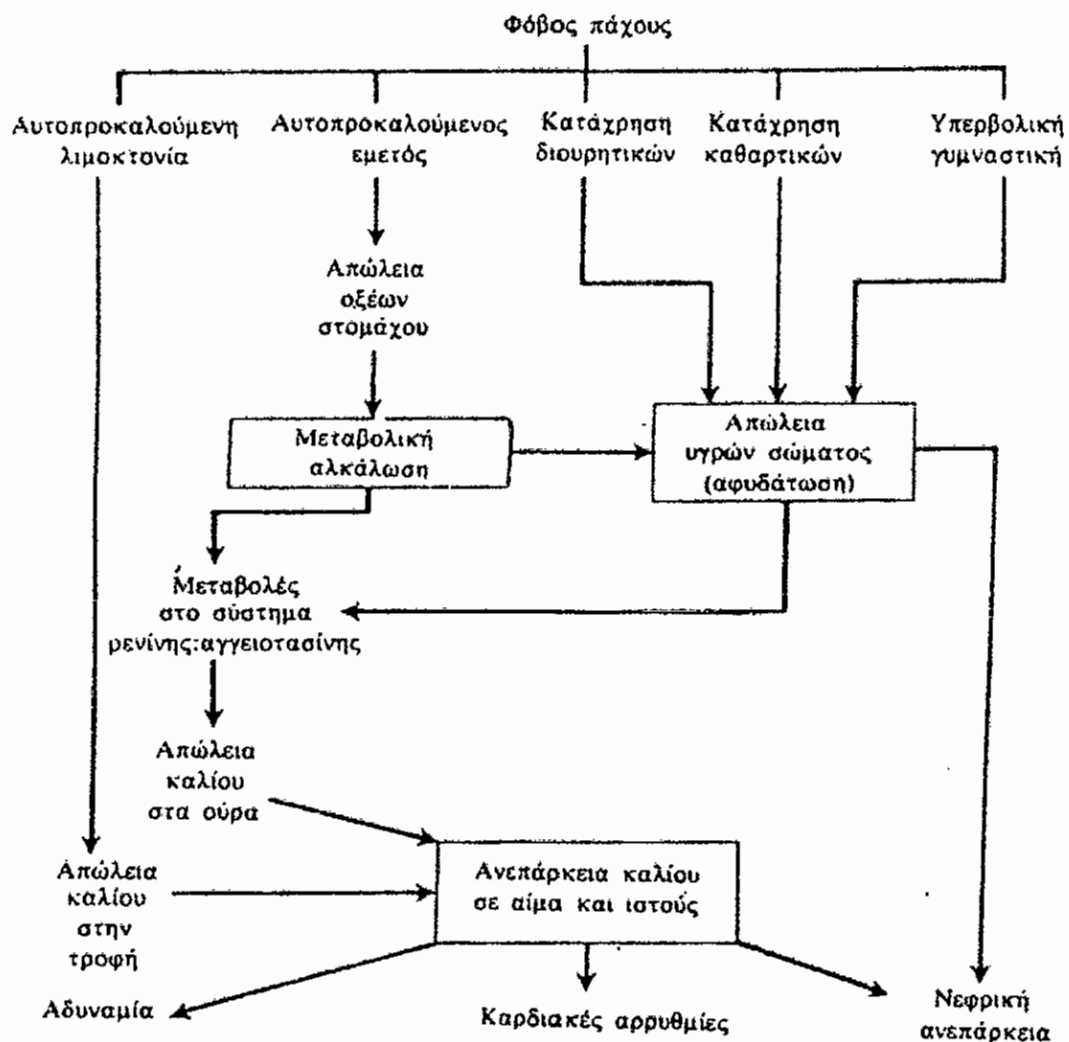 Φόβος πάχους
Αυτοπροκαλούμενη
λιμοκτονία
Αυτοπροκαλούμενος
εμετός
Κατάχρηση
διουρητικών
Κατάχρηση
καθαρτικών
Υπερβολική
γυμναστική
Απώλεια
οξέων
στομάχου
Μεταβολική
αλκάλωση
Απώλεια
υγρών σώματος
(αφυδάτωση)
Μεταβολές
στο σύστημα
ρενίνης:αγγειοτασίνης
Απώλεια
καλίου
στα ούρα
Απώλεια
καλίου
στην
τροφή
Ανεπάρκεια καλίου
σε αίμα και ιστούς
Αδυναμία
Καρδιακές αρρυθμίες
Νεφρική
ανεπάρκεια